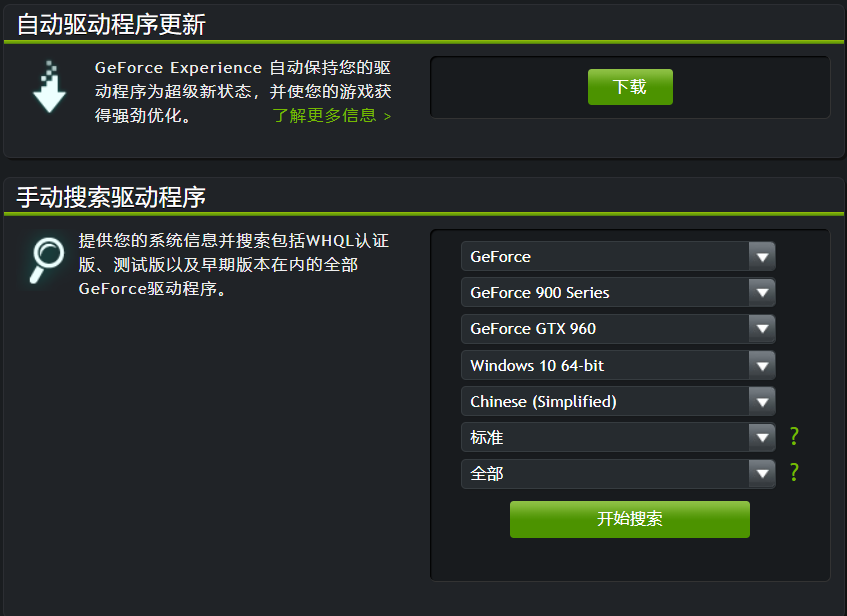 自动驱动程序更新
GeForce Experience 自动保持您的驱
动程序为超级新状态，并使您的游戏获
得强劲优化。 了解更多信息 >
下载
手动搜索驱动程序
提供您的系统信息并搜索包括WHQL认证
版、测试版以及早期版本在内的全部
GeForce驱动程序。
GeForce
GeForce 900 Series
GeForce GTX 960
Windows 10 64-bit
Chinese (Simplified)
标准 ?
全部 ?
开始搜索